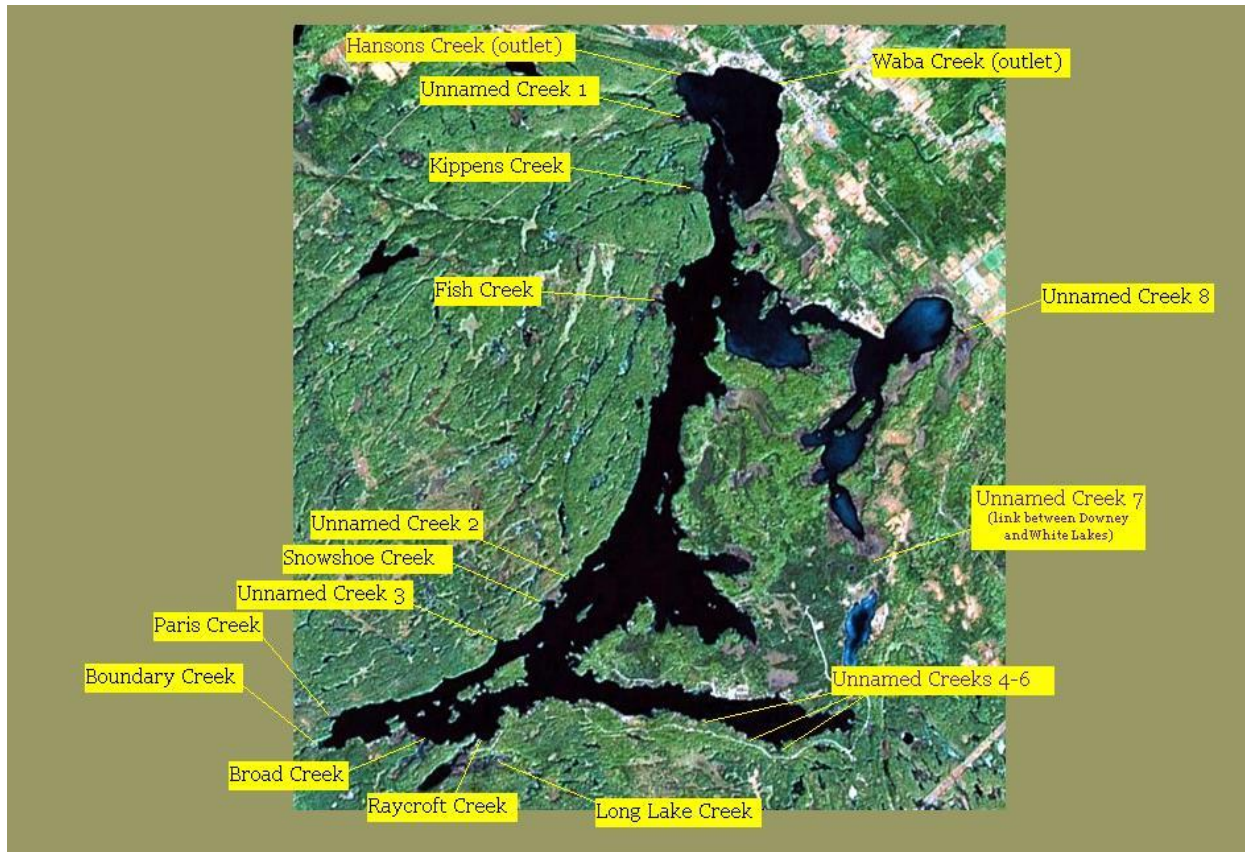 Hansons Creek (outlet)
Waba Creek (outlet)
Unnamed Creek 1
Kippens Creek
Fish Creek
Unnamed Creek 8
Unnamed Creek 7
(link between Downey
and White Lakes)
Unnamed Creek 2
Snowshoe Creek
Unnamed Creek 3
Paris Creek
Boundary Creek
Unnamed Creeks 4-6
Broad Creek
Raycroft Creek
Long Lake Creek